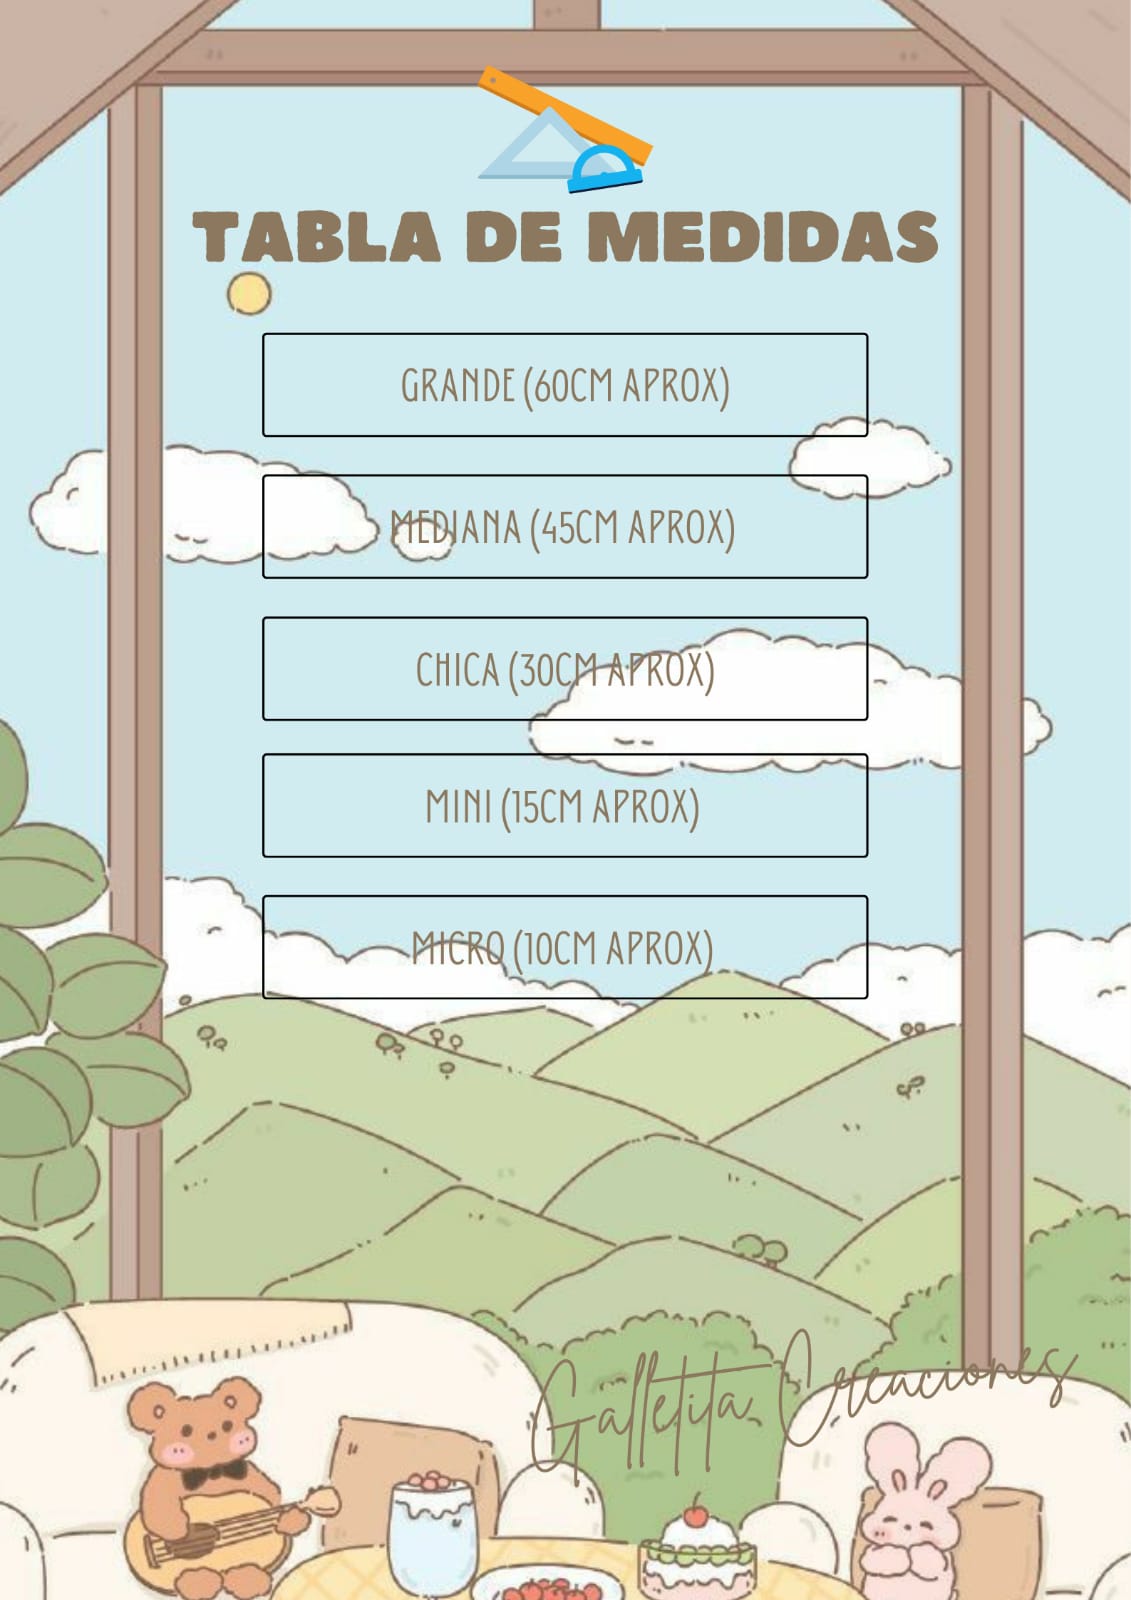 TABLA DE MEDIDAS
GRANDE (60CM APROX)
MEDIANA (45CM APROX)
CHICA (30CM APROX)
MINI (15CM APROX)
MICRO (10CM APROX)
Galletita Creaciones